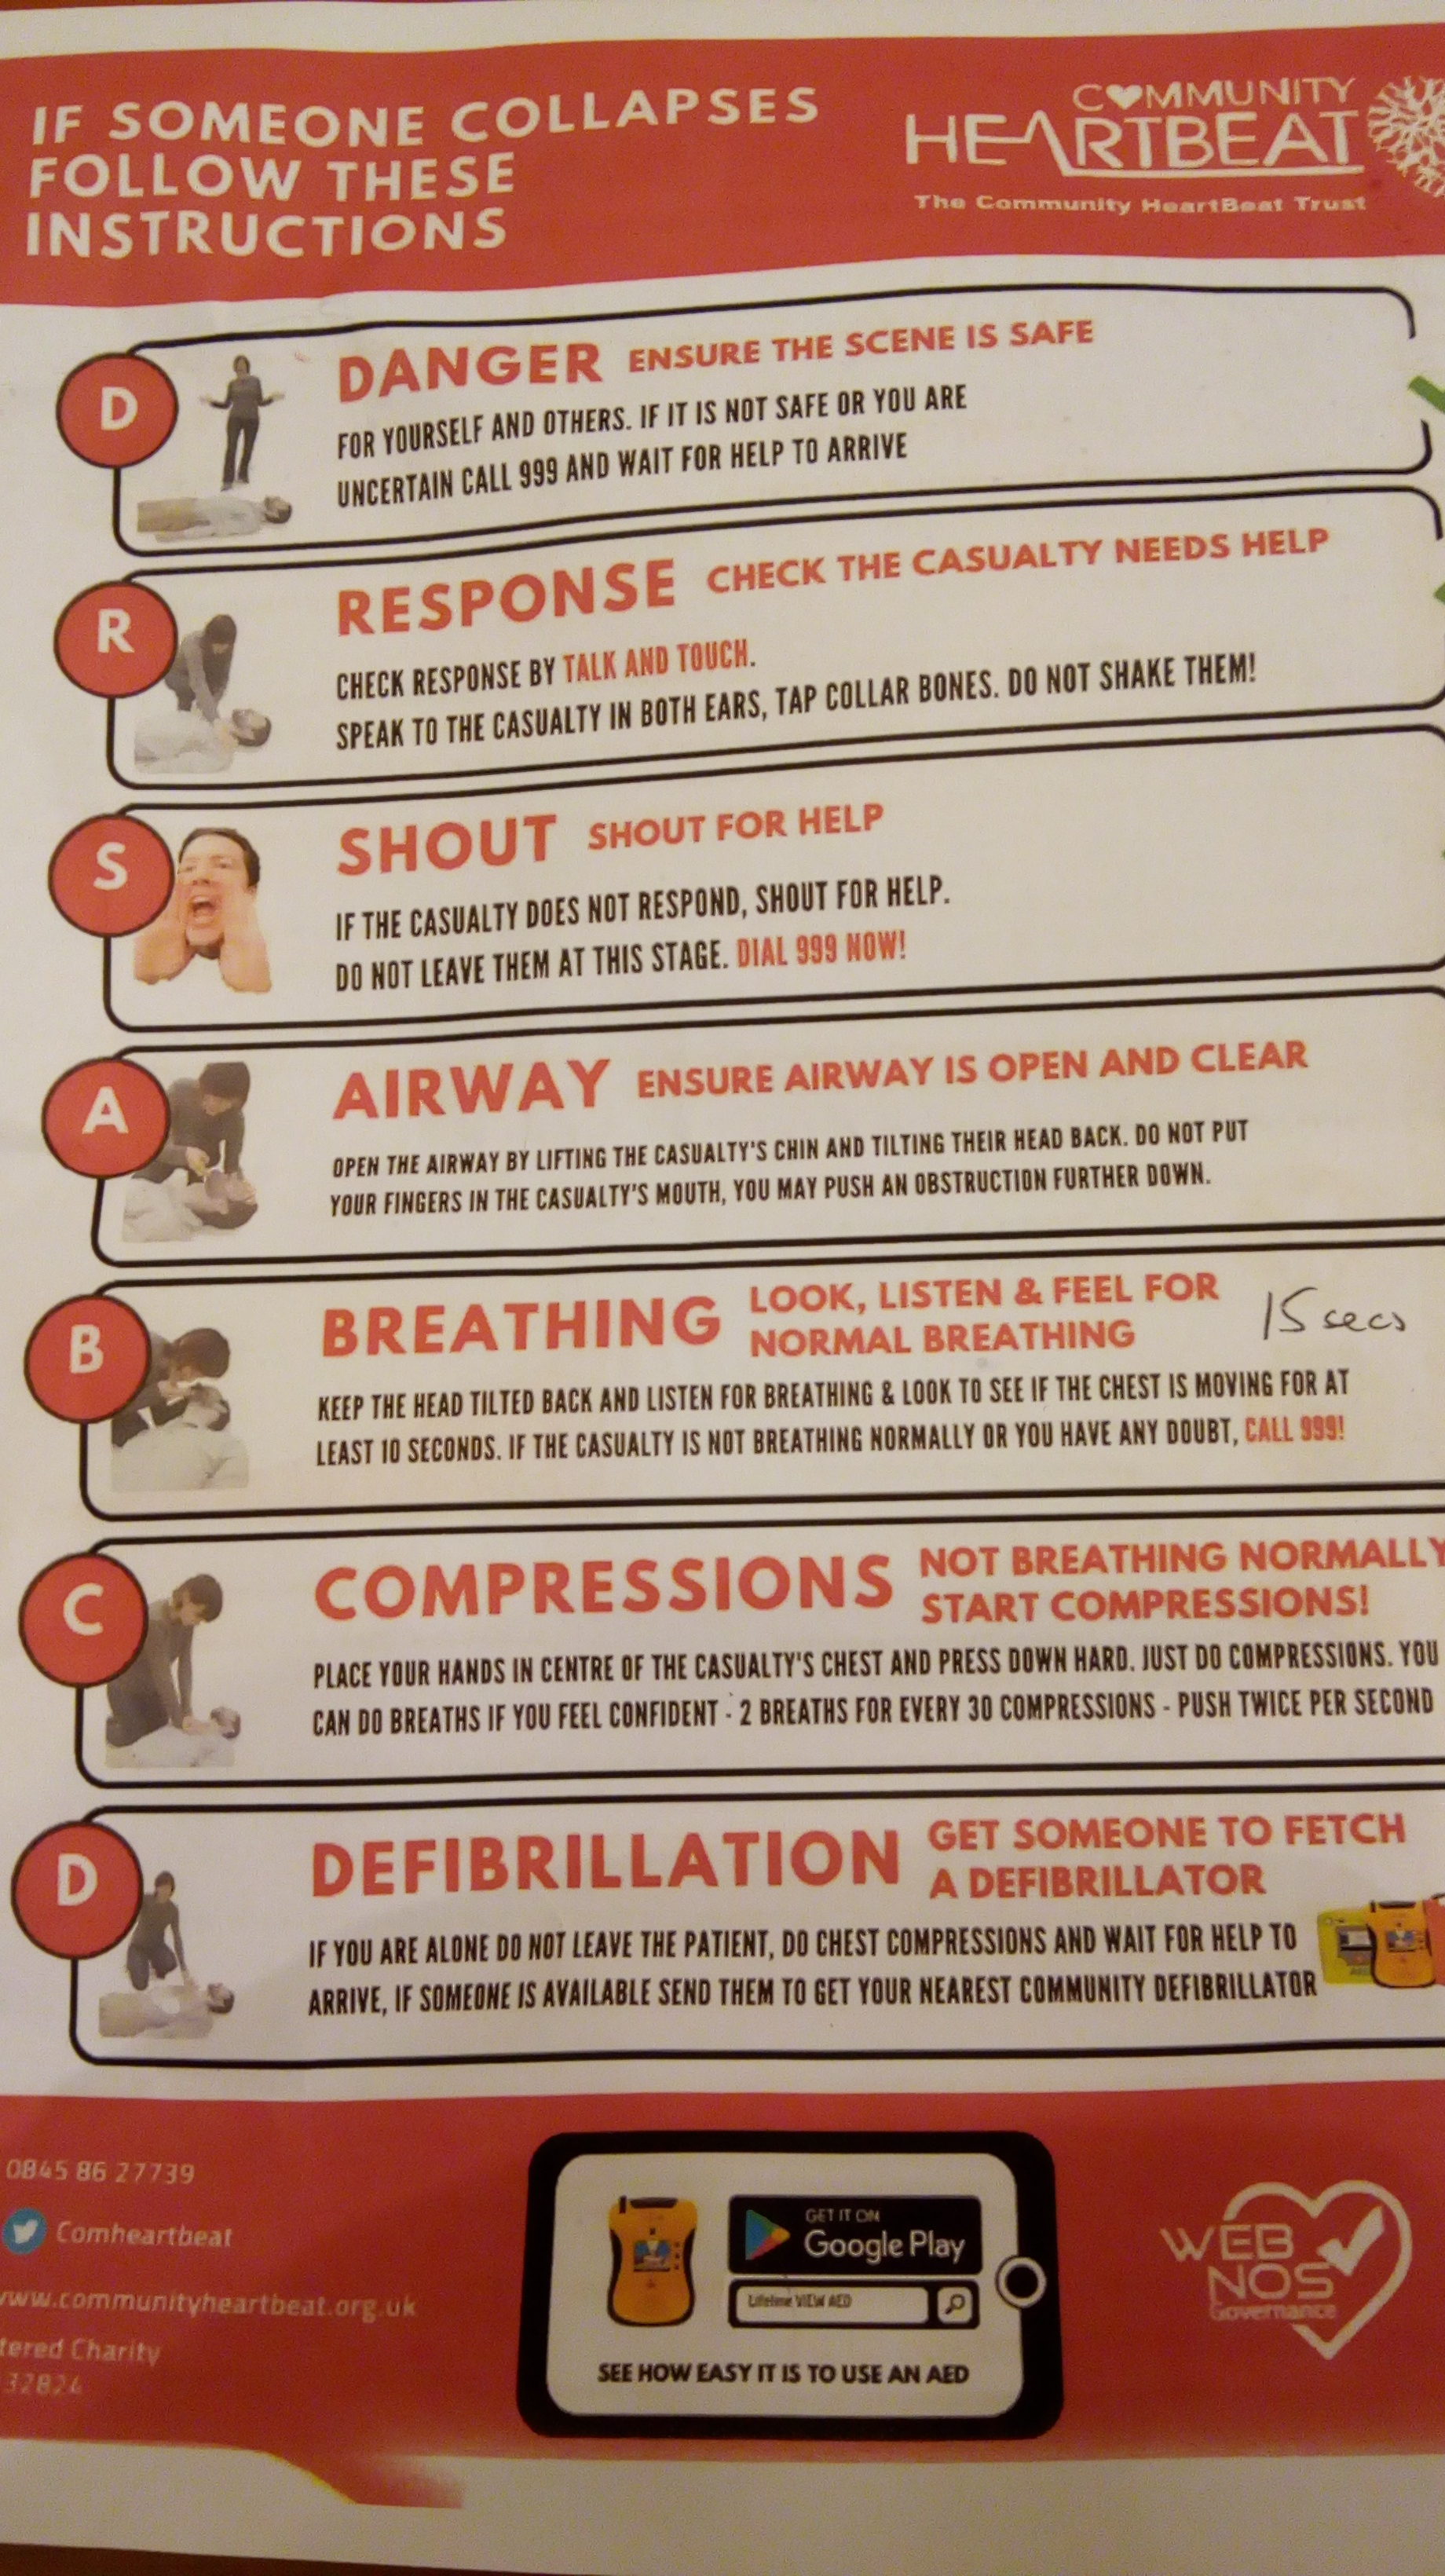 IF SOMEONE COLLAPSES
FOLLOW THESE
INSTRUCTIONS
COMMUNITY
HEARTBEAT
The Community HeartBeat Trust
D
DANGER ENSURE THE SCENE IS SAFE
FOR YOURSELF AND OTHERS. IF IT IS NOT SAFE OR YOU ARE
UNCERTAIN CALL 999 AND WAIT FOR HELP TO ARRIVE
R
RESPONSE CHECK THE CASUALTY NEEDS HELP
CHECK RESPONSE BY TALK AND TOUCH.
SPEAK TO THE CASUALTY IN BOTH EARS, TAP COLLAR BONES. DO NOT SHAKE THEM!
S
SHOUT SHOUT FOR HELP
IF THE CASUALTY DOES NOT RESPOND, SHOUT FOR HELP.
DO NOT LEAVE THEM AT THIS STAGE. DIAL 999 NOW!
A
AIRWAY ENSURE AIRWAY IS OPEN AND CLEAR
OPEN THE AIRWAY BY LIFTING THE CASUALTY'S CHIN AND TILTING THEIR HEAD BACK. DO NOT PUT
YOUR FINGERS IN THE CASUALTY'S MOUTH, YOU MAY PUSH AN OBSTRUCTION FURTHER DOWN.
B
BREATHING LOOK, LISTEN & FEEL FOR
NORMAL BREATHING
15 secs
KEEP THE HEAD TILTED BACK AND LISTEN FOR BREATHING & LOOK TO SEE IF THE CHEST IS MOVING FOR AT
LEAST 10 SECONDS. IF THE CASUALTY IS NOT BREATHING NORMALLY OR YOU HAVE ANY DOUBT, CALL 999!
C
COMPRESSIONS NOT BREATHING NORMALLY
START COMPRESSIONS!
PLACE YOUR HANDS IN CENTRE OF THE CASUALTY'S CHEST AND PRESS DOWN HARD. JUST DO COMPRESSIONS. YOU
CAN DO BREATHS IF YOU FEEL CONFIDENT - 2 BREATHS FOR EVERY 30 COMPRESSIONS - PUSH TWICE PER SECOND
D
DEFIBRILLATION GET SOMEONE TO FETCH
A DEFIBRILLATOR
IF YOU ARE ALONE DO NOT LEAVE THE PATIENT, DO CHEST COMPRESSIONS AND WAIT FOR HELP TO
ARRIVE, IF SOMEONE IS AVAILABLE SEND THEM TO GET YOUR NEAREST COMMUNITY DEFIBRILLATOR
0845 86 27739
Comheartbeat
www.communityheartbeat.org.uk
tered Charity
32824
GET IT ON
Google Play
Lifeline VIEW AED
SEE HOW EASY IT IS TO USE AN AED
WEB
NOS
Governance